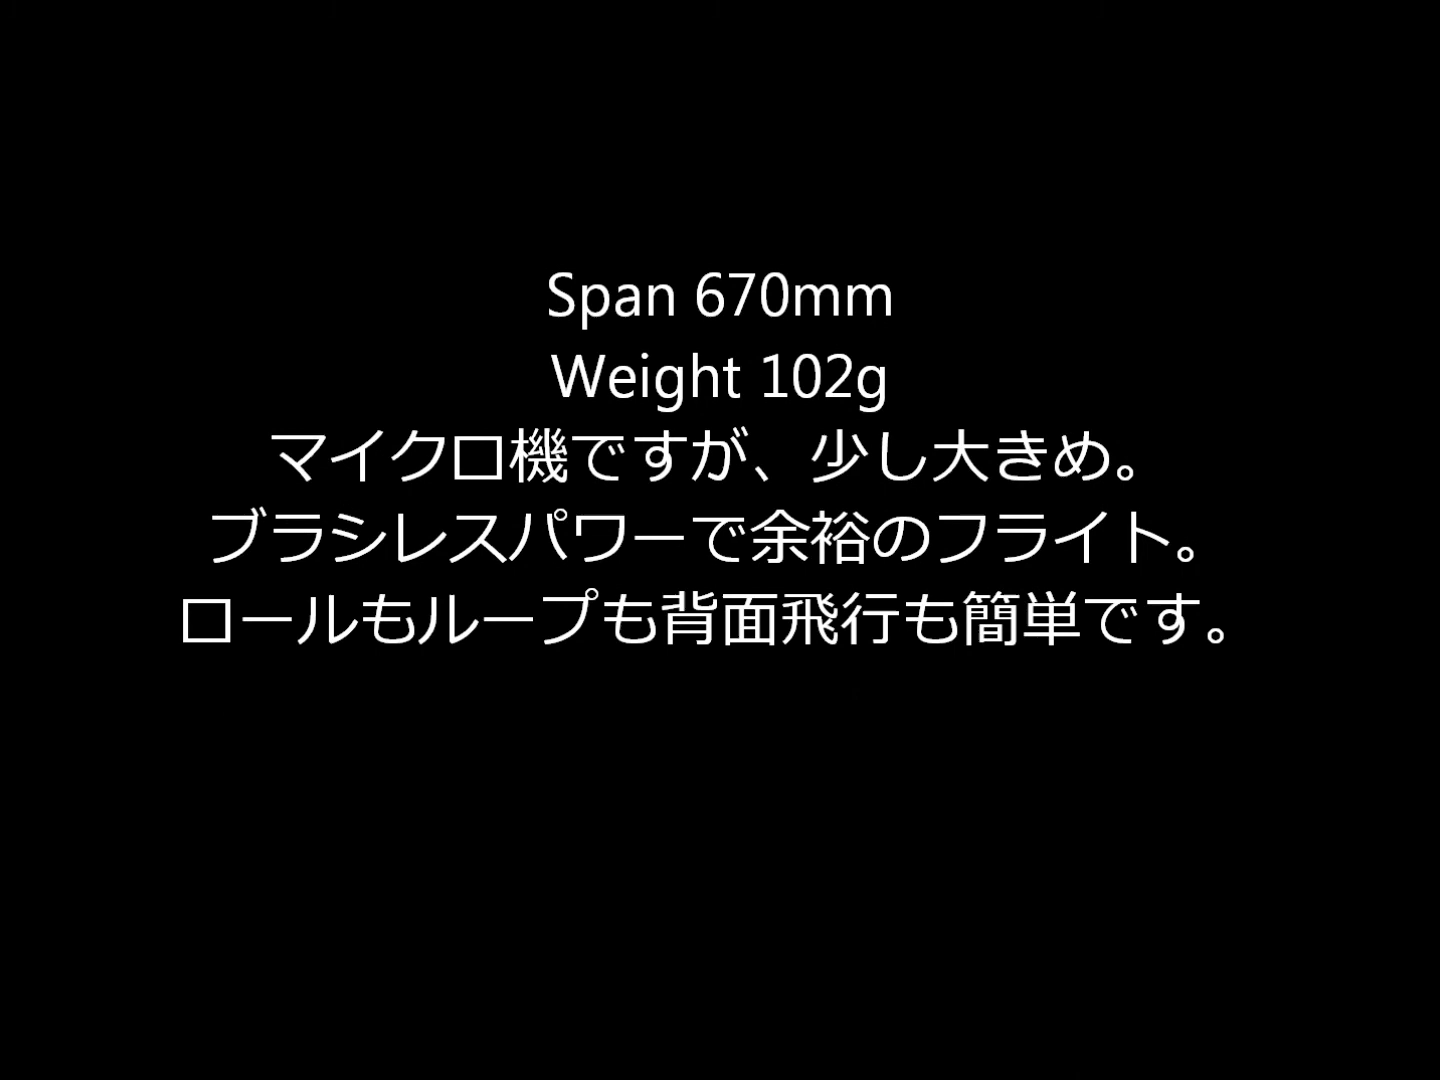 Span 670mm
Weight 102g
マイクロ機ですが、少し大きめ。
ブラシレスパワーで余裕のフライト。
ロールもループも背面飛行も簡単です。